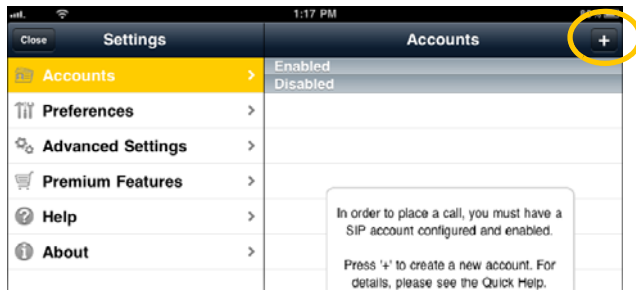 1:17 PM
Close
Settings
Accounts
+
Accounts
Preferences
Advanced Settings
Premium Features
Help
About
Enabled
Disabled
In order to place a call, you must have a
SIP account configured and enabled.
Press '+' to create a new account. For
details, please see the Quick Help.